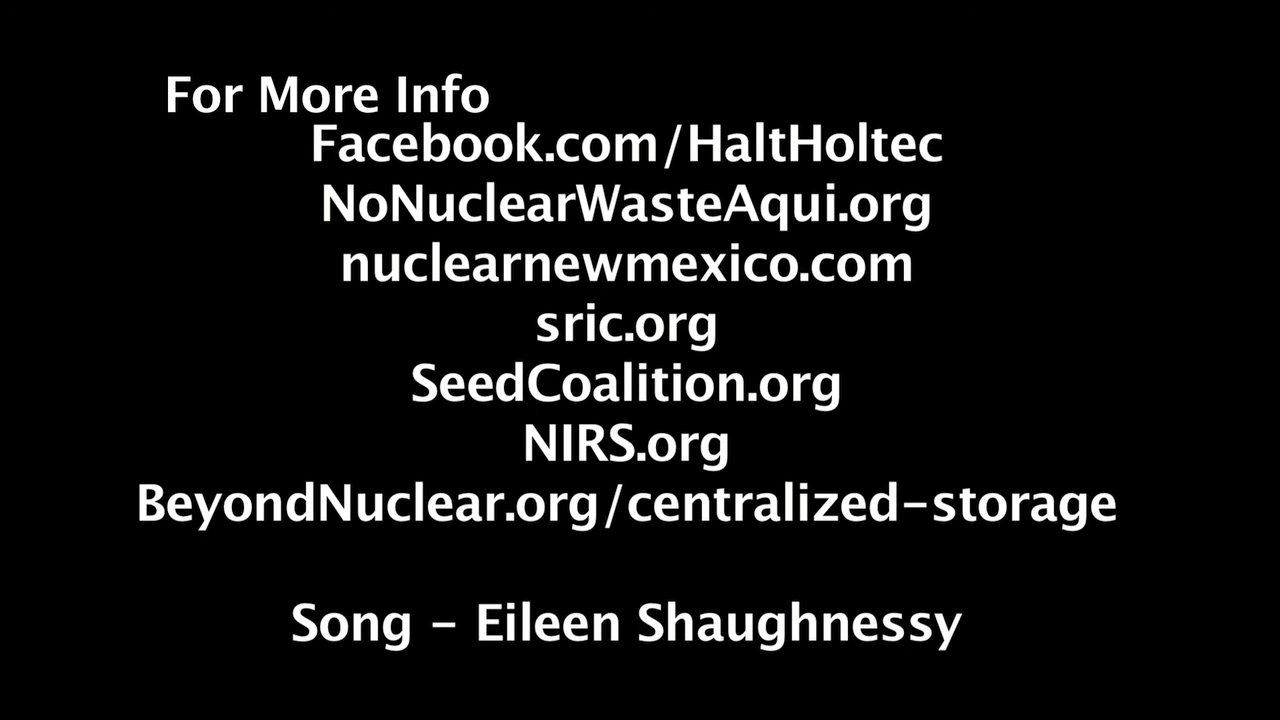 For More Info
Facebook.com/HaltHoltec
NoNuclearWasteAqui.org
nuclearnewmexico.com
sric.org
SeedCoalition.org
NIRS.org
BeyondNuclear.org/centralized-storage
Song - Eileen Shaughnessy